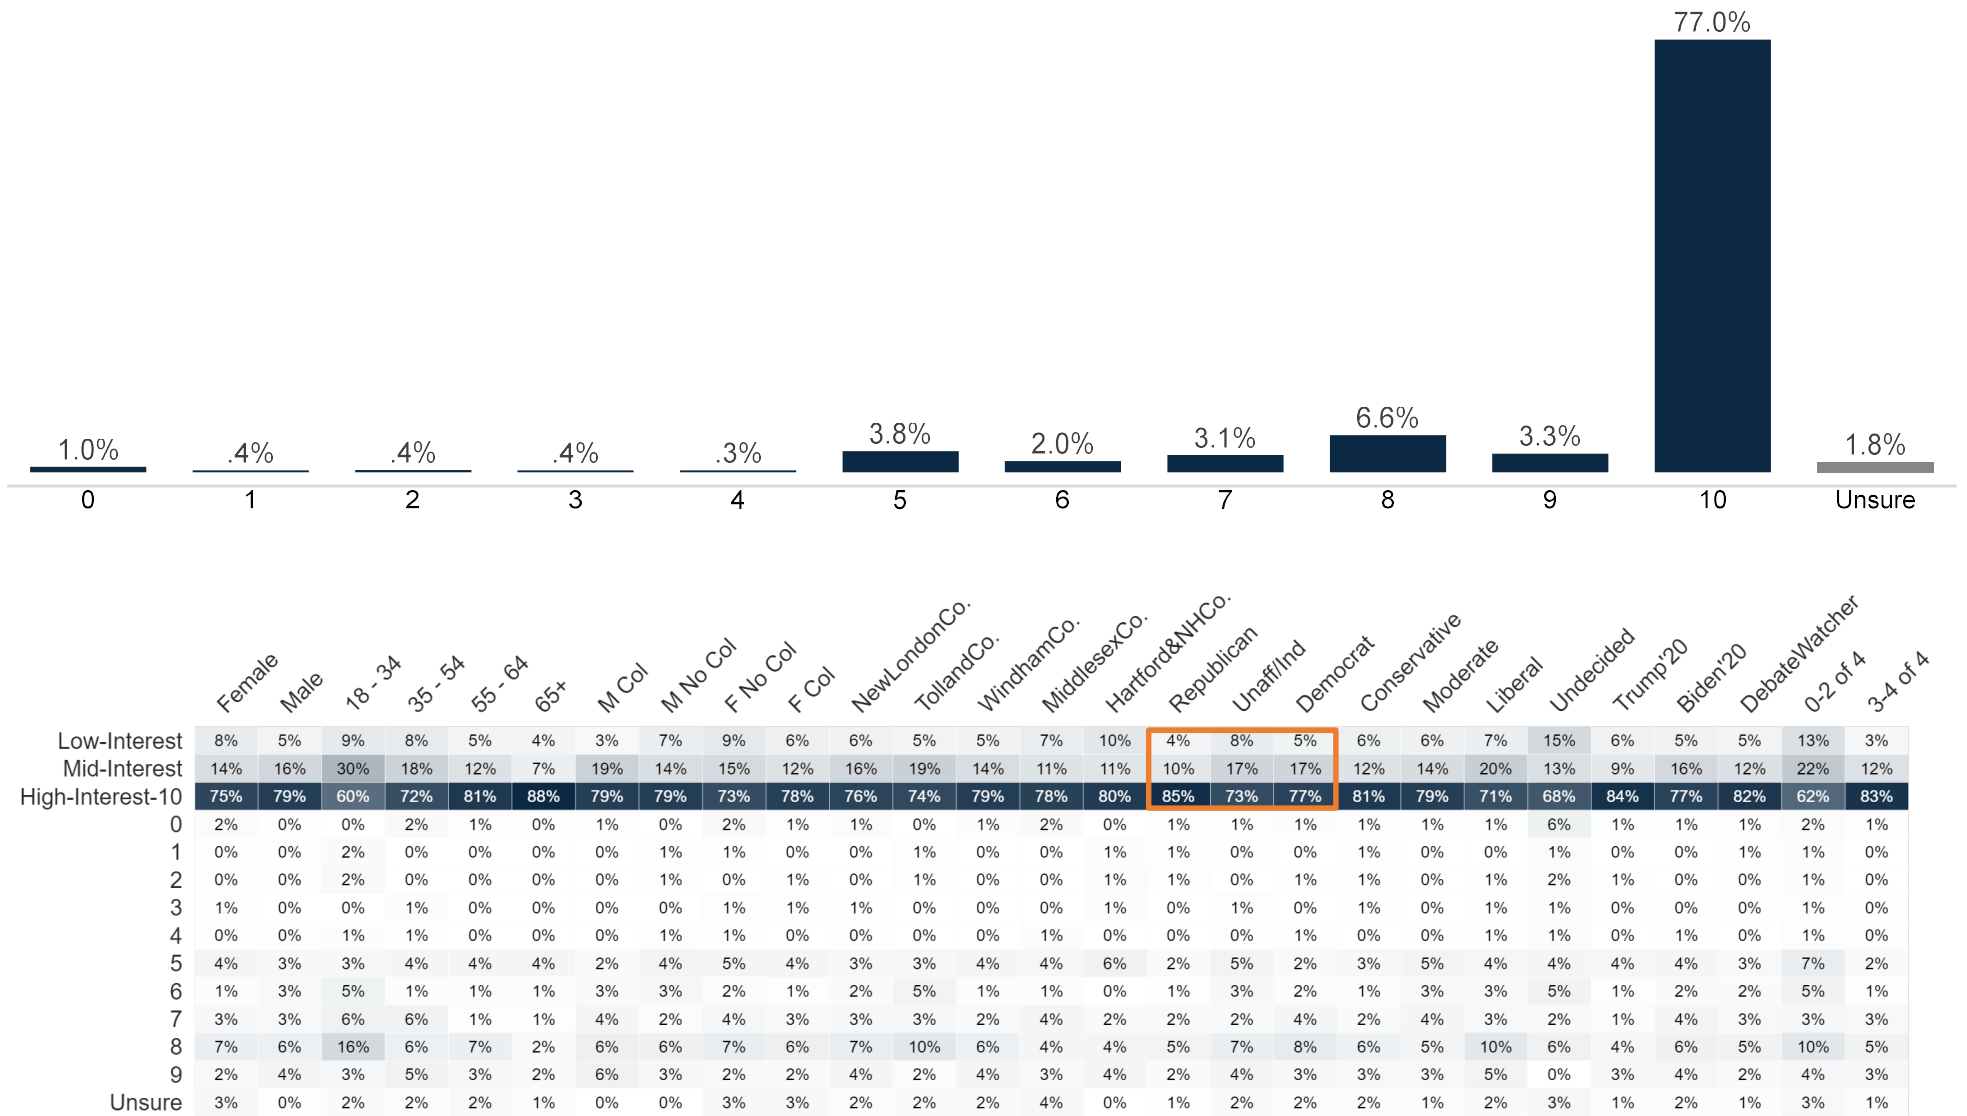 77.0%
1.0% .4% .4% .4% .3% 3.8% 2.0% 3.1% 6.6% 3.3% 1.8%
0 1 2 3 4 5 6 7 8 9 10 Unsure
Female Male 18 - 34 35 - 54 55 - 64 65+ M Col M No Col F No Col F Col NewLondonCo. TollandCo. WindhamCo. MiddlesexCo. Hartford&NHCo. Republican Unaff/Ind Democrat Conservative Moderate Liberal Undecided Trump'20 Biden'20 DebateWatcher 0-2 of 4 3-4 of 4
Low-Interest 8% 5% 9% 8% 5% 4% 3% 7% 9% 6% 6% 5% 5% 7% 10% 4% 8% 5% 6% 6% 7% 15% 6% 5% 5% 13% 3%
Mid-Interest 14% 16% 30% 18% 12% 7% 19% 14% 15% 12% 16% 19% 14% 11% 11% 10% 17% 17% 12% 14% 20% 13% 9% 16% 12% 22% 12%
High-Interest-10 75% 79% 60% 72% 81% 88% 79% 79% 73% 78% 76% 74% 79% 78% 80% 85% 73% 77% 81% 79% 71% 68% 84% 77% 82% 62% 83%
0 2% 0% 0% 2% 1% 0% 1% 0% 2% 1% 1% 0% 1% 2% 0% 1% 1% 1% 1% 1% 1% 6% 1% 1% 1% 2% 1%
1 0% 0% 2% 0% 0% 0% 0% 1% 1% 0% 0% 1% 0% 0% 1% 1% 0% 0% 1% 0% 0% 1% 0% 0% 1% 1% 0%
2 0% 0% 2% 0% 0% 0% 0% 1% 0% 1% 0% 1% 0% 0% 1% 1% 0% 1% 1% 0% 1% 2% 1% 0% 0% 1% 0%
3 1% 0% 0% 1% 0% 0% 0% 0% 1% 1% 1% 0% 0% 0% 1% 0% 1% 0% 1% 0% 1% 1% 0% 0% 0% 1% 0%
4 0% 0% 1% 1% 0% 0% 0% 1% 1% 0% 0% 0% 0% 1% 0% 0% 0% 1% 0% 0% 1% 1% 0% 1% 0% 1% 0%
5 4% 3% 3% 4% 4% 4% 2% 4% 5% 4% 3% 3% 4% 4% 6% 2% 5% 2% 3% 5% 4% 4% 4% 4% 3% 7% 2%
6 1% 3% 5% 1% 1% 1% 3% 3% 2% 1% 2% 5% 1% 1% 0% 1% 3% 2% 1% 3% 3% 5% 1% 2% 2% 5% 1%
7 3% 3% 6% 6% 1% 1% 4% 2% 4% 3% 3% 3% 2% 4% 2% 2% 2% 4% 2% 4% 3% 2% 1% 4% 3% 3% 3%
8 7% 6% 16% 6% 7% 2% 6% 6% 7% 6% 7% 10% 6% 4% 4% 5% 7% 8% 6% 5% 10% 6% 4% 6% 5% 10% 5%
9 2% 4% 3% 5% 3% 2% 6% 3% 2% 2% 4% 2% 4% 3% 4% 2% 4% 3% 3% 3% 5% 0% 3% 4% 2% 4% 3%
Unsure 3% 0% 2% 2% 2% 1% 0% 0% 3% 3% 2% 2% 2% 4% 0% 1% 2% 2% 2% 1% 2% 3% 1% 2% 1% 3% 1%